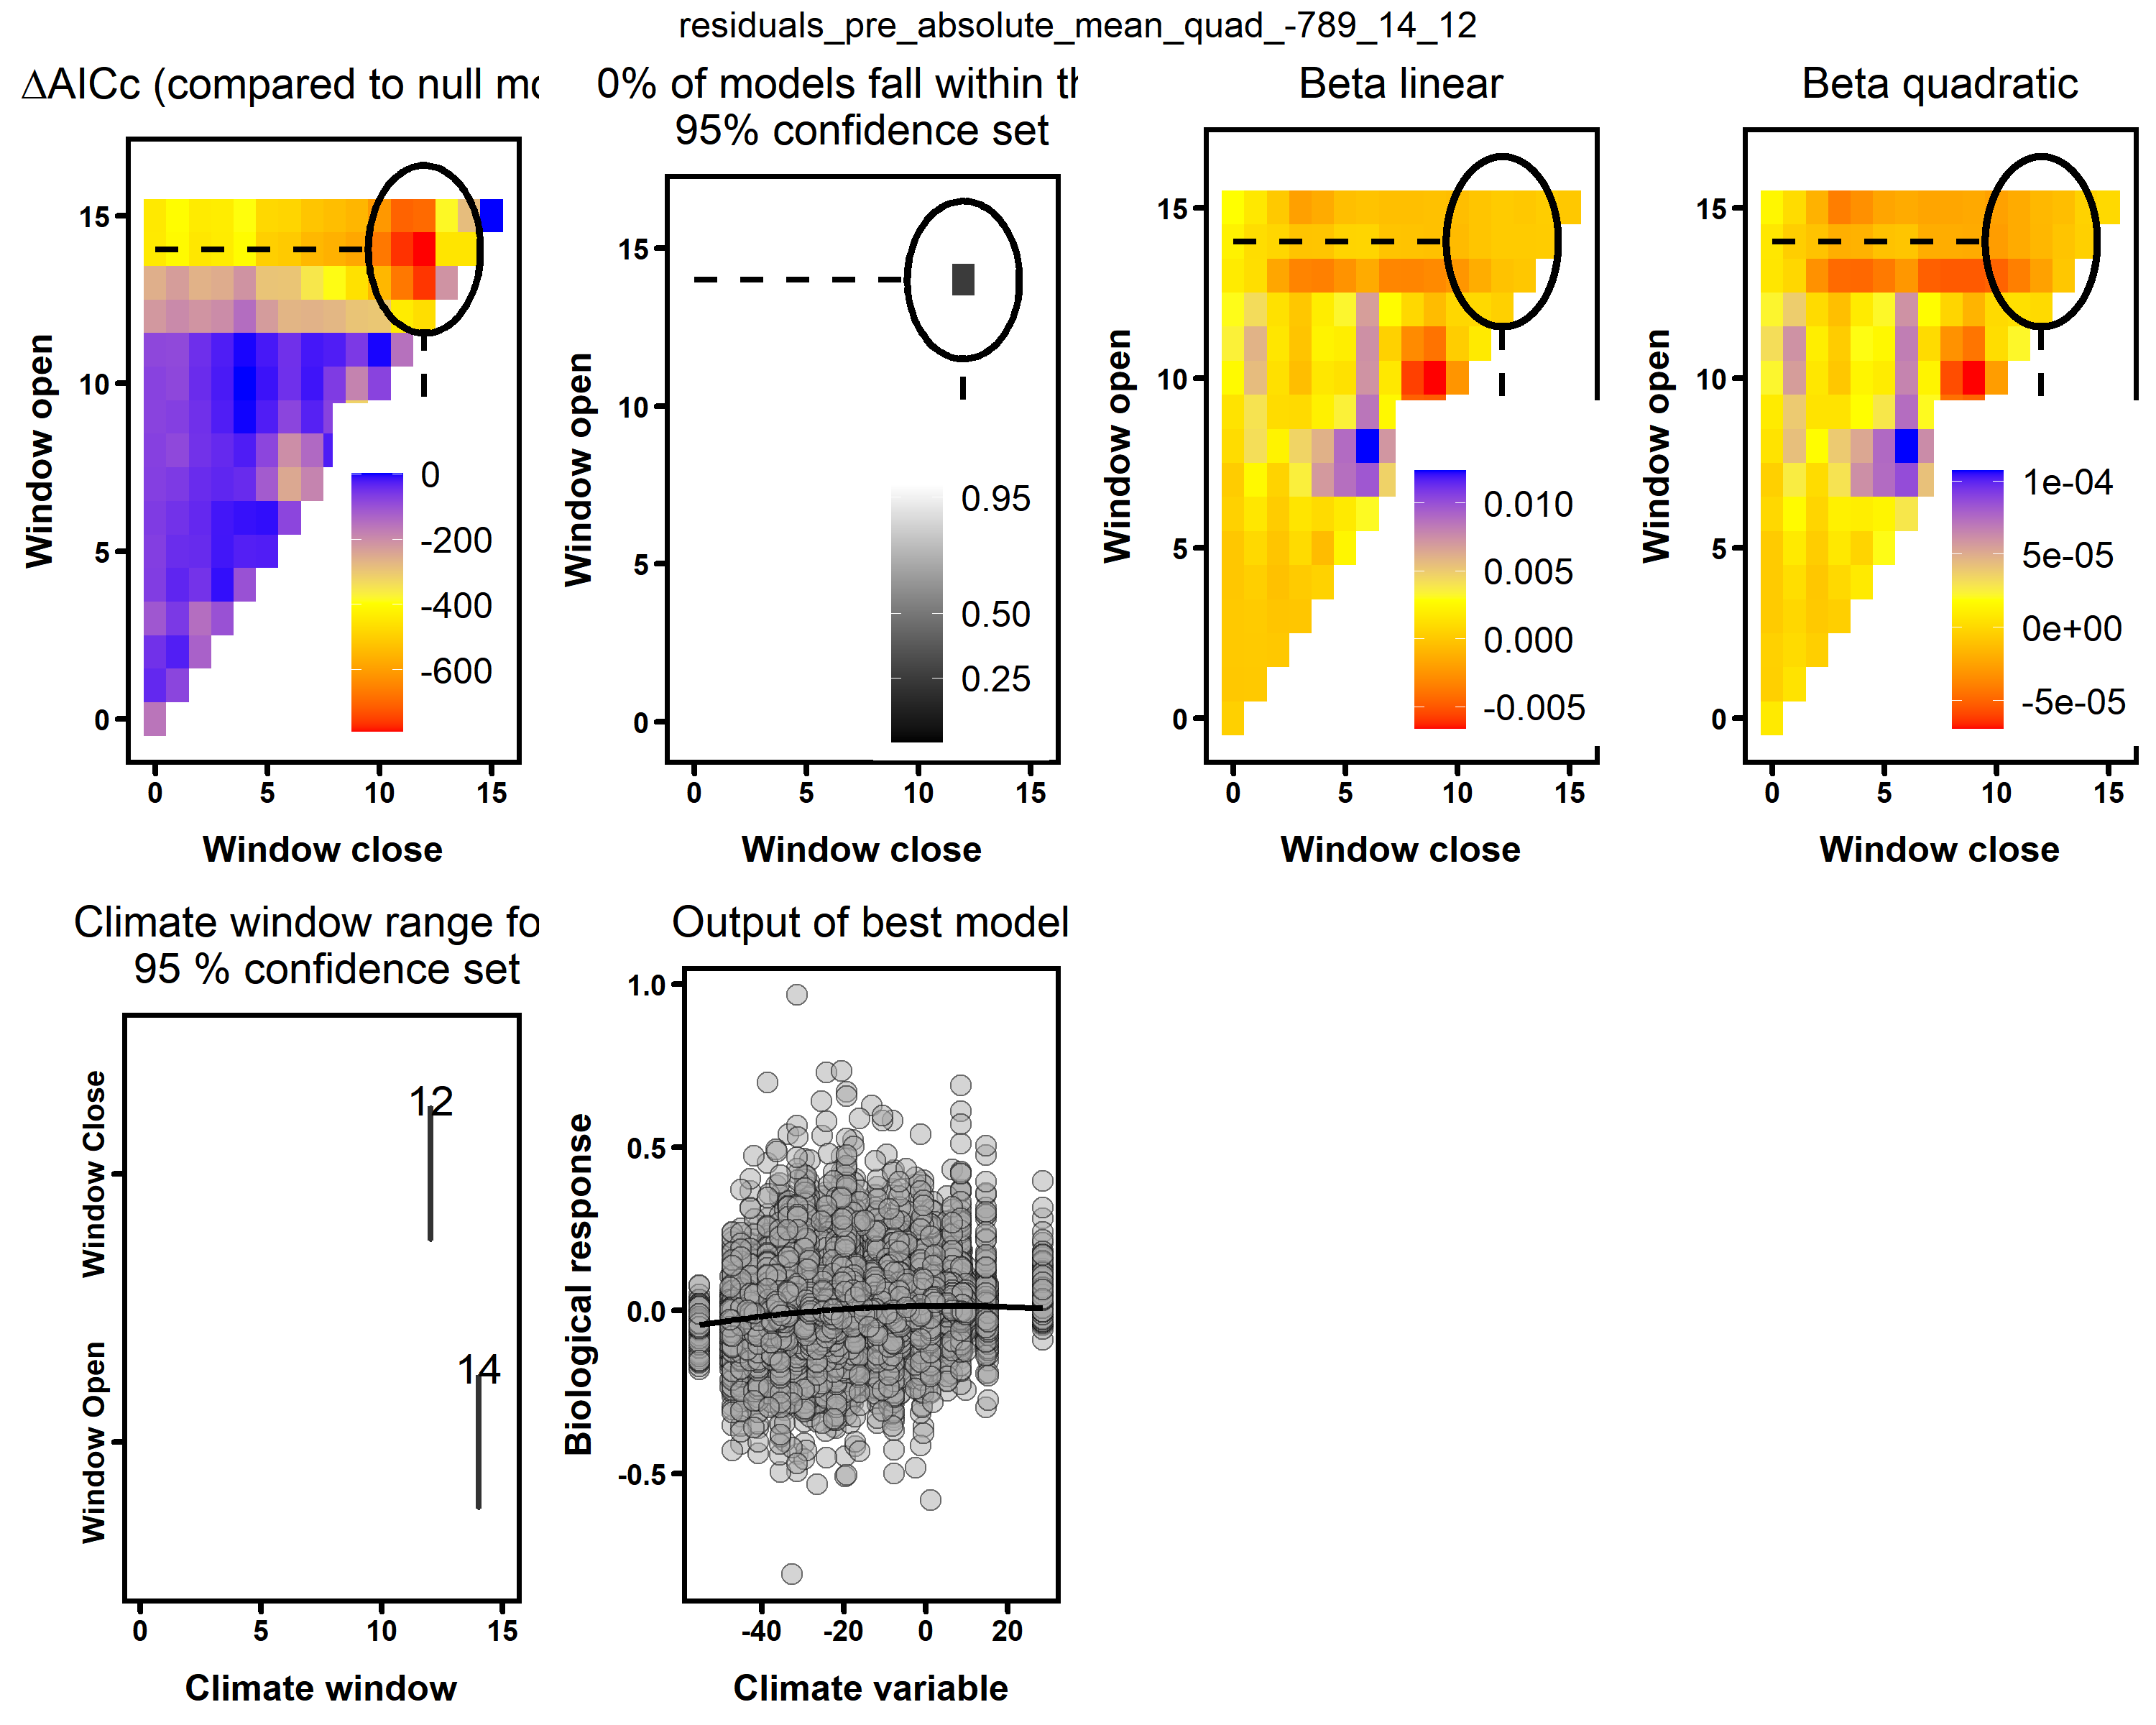 residuals_pre_absolute_mean_quad_-789_14_12
ΔAICc (compared to null mo
Window open
15
10
5
0
0
-200
-400
-600
0 5 10 15
Window close
0% of models fall within th
95% confidence set
Window open
15
10
5
0
0.95
0.50
0.25
0 5 10 15
Window close
Beta linear
Window open
15
10
5
0
0.010
0.005
0.000
-0.005
0 5 10 15
Window close
Beta quadratic
Window open
15
10
5
0
1e-04
5e-05
0e+00
-5e-05
0 5 10 15
Window close
Climate window range fo
95 % confidence set
Window Close
Window Open
12
14
0 5 10 15
Climate window
Output of best model
Biological response
1.0
0.5
0.0
-0.5
-40 -20 0 20
Climate variable